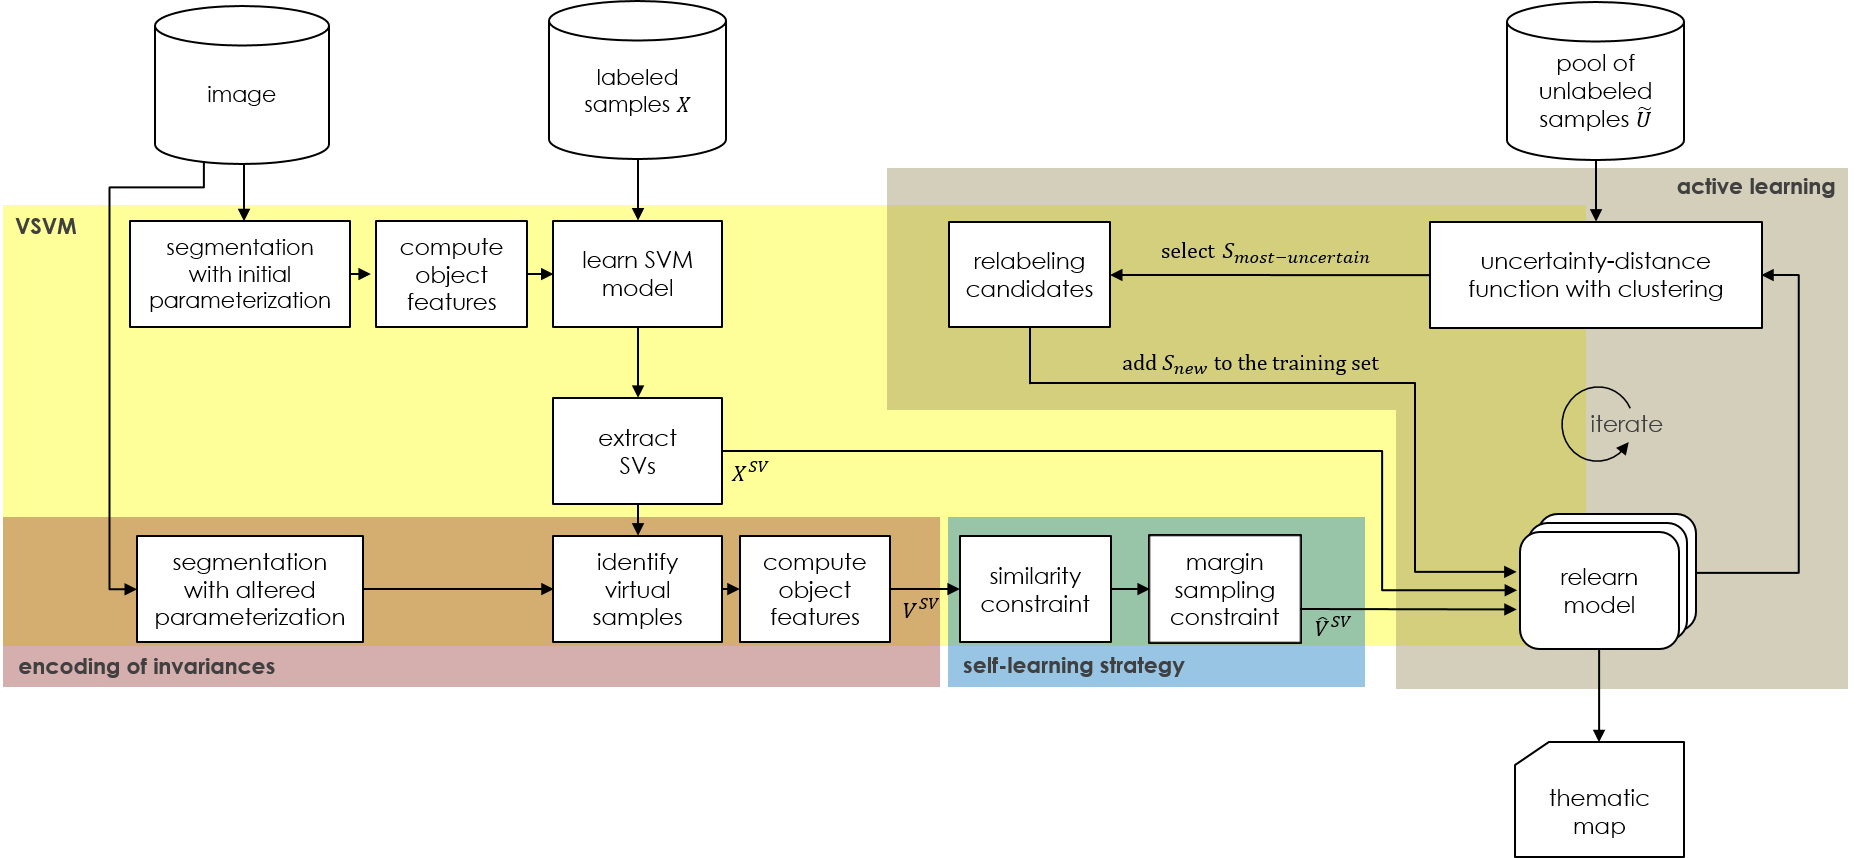 image
labeled
samples X
pool of
unlabeled
samples Ũ
active learning
VSVM
segmentation
with initial
parameterization
compute
object
features
learn SVM
model
relabeling
candidates
select S_most−uncertain
uncertainty-distance
function with clustering
add S_new to the training set
iterate
extract
SVs
X^SV
segmentation
with altered
parameterization
identify
virtual
samples
compute
object
features
V^SV
similarity
constraint
margin
sampling
constraint
V̂^SV
relearn
model
encoding of invariances
self-learning strategy
thematic
map